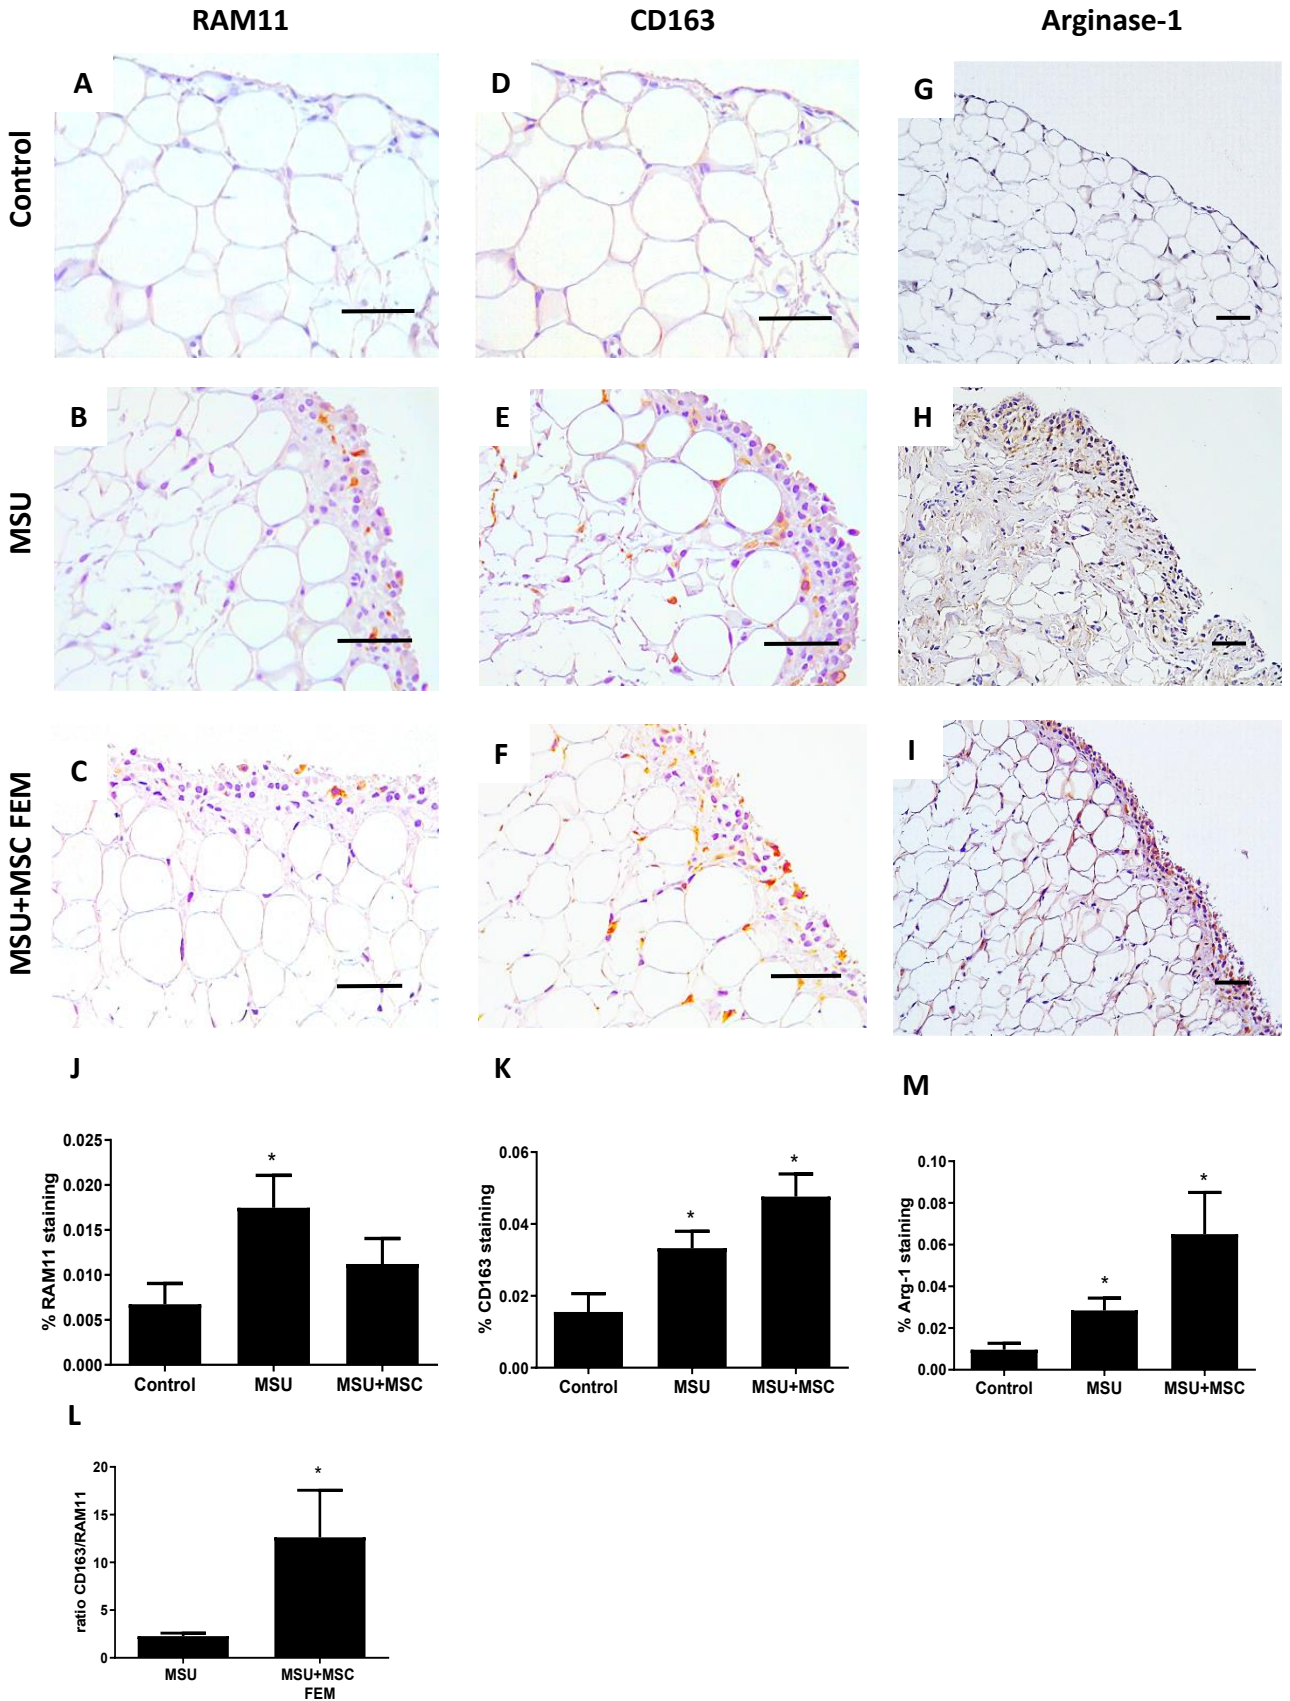 RAM11
CD163
Arginase-1
Control
A
D
G
MSU
B
E
H
MSU+MSC FEM
C
F
I
J
% RAM11 staining
0.025
0.020
0.015
0.010
0.005
0.000
*
Control
MSU
MSU+MSC
K
% CD163 staining
0.06
0.04
0.02
0.00
*
*
Control
MSU
MSU+MSC
M
% Arg-1 staining
0.10
0.08
0.06
0.04
0.02
0.00
*
*
Control
MSU
MSU+MSC
L
ratio CD163/RAM11
20
15
10
5
0
*
MSU
MSU+MSC
FEM